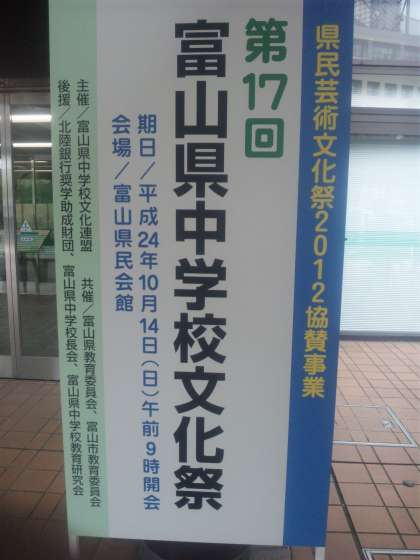 県民芸術文化祭2012協賛事業
第17回
富山県中学校文化祭
期日/平成24年10月14日(日)午前9時開会
会場/富山県民会館
主催/富山県中学校文化連盟　共催/富山県教育委員会、富山市教育委員会
後援/北陸銀行奨学助成財団、富山県中学校長会、富山県中学校教育研究会